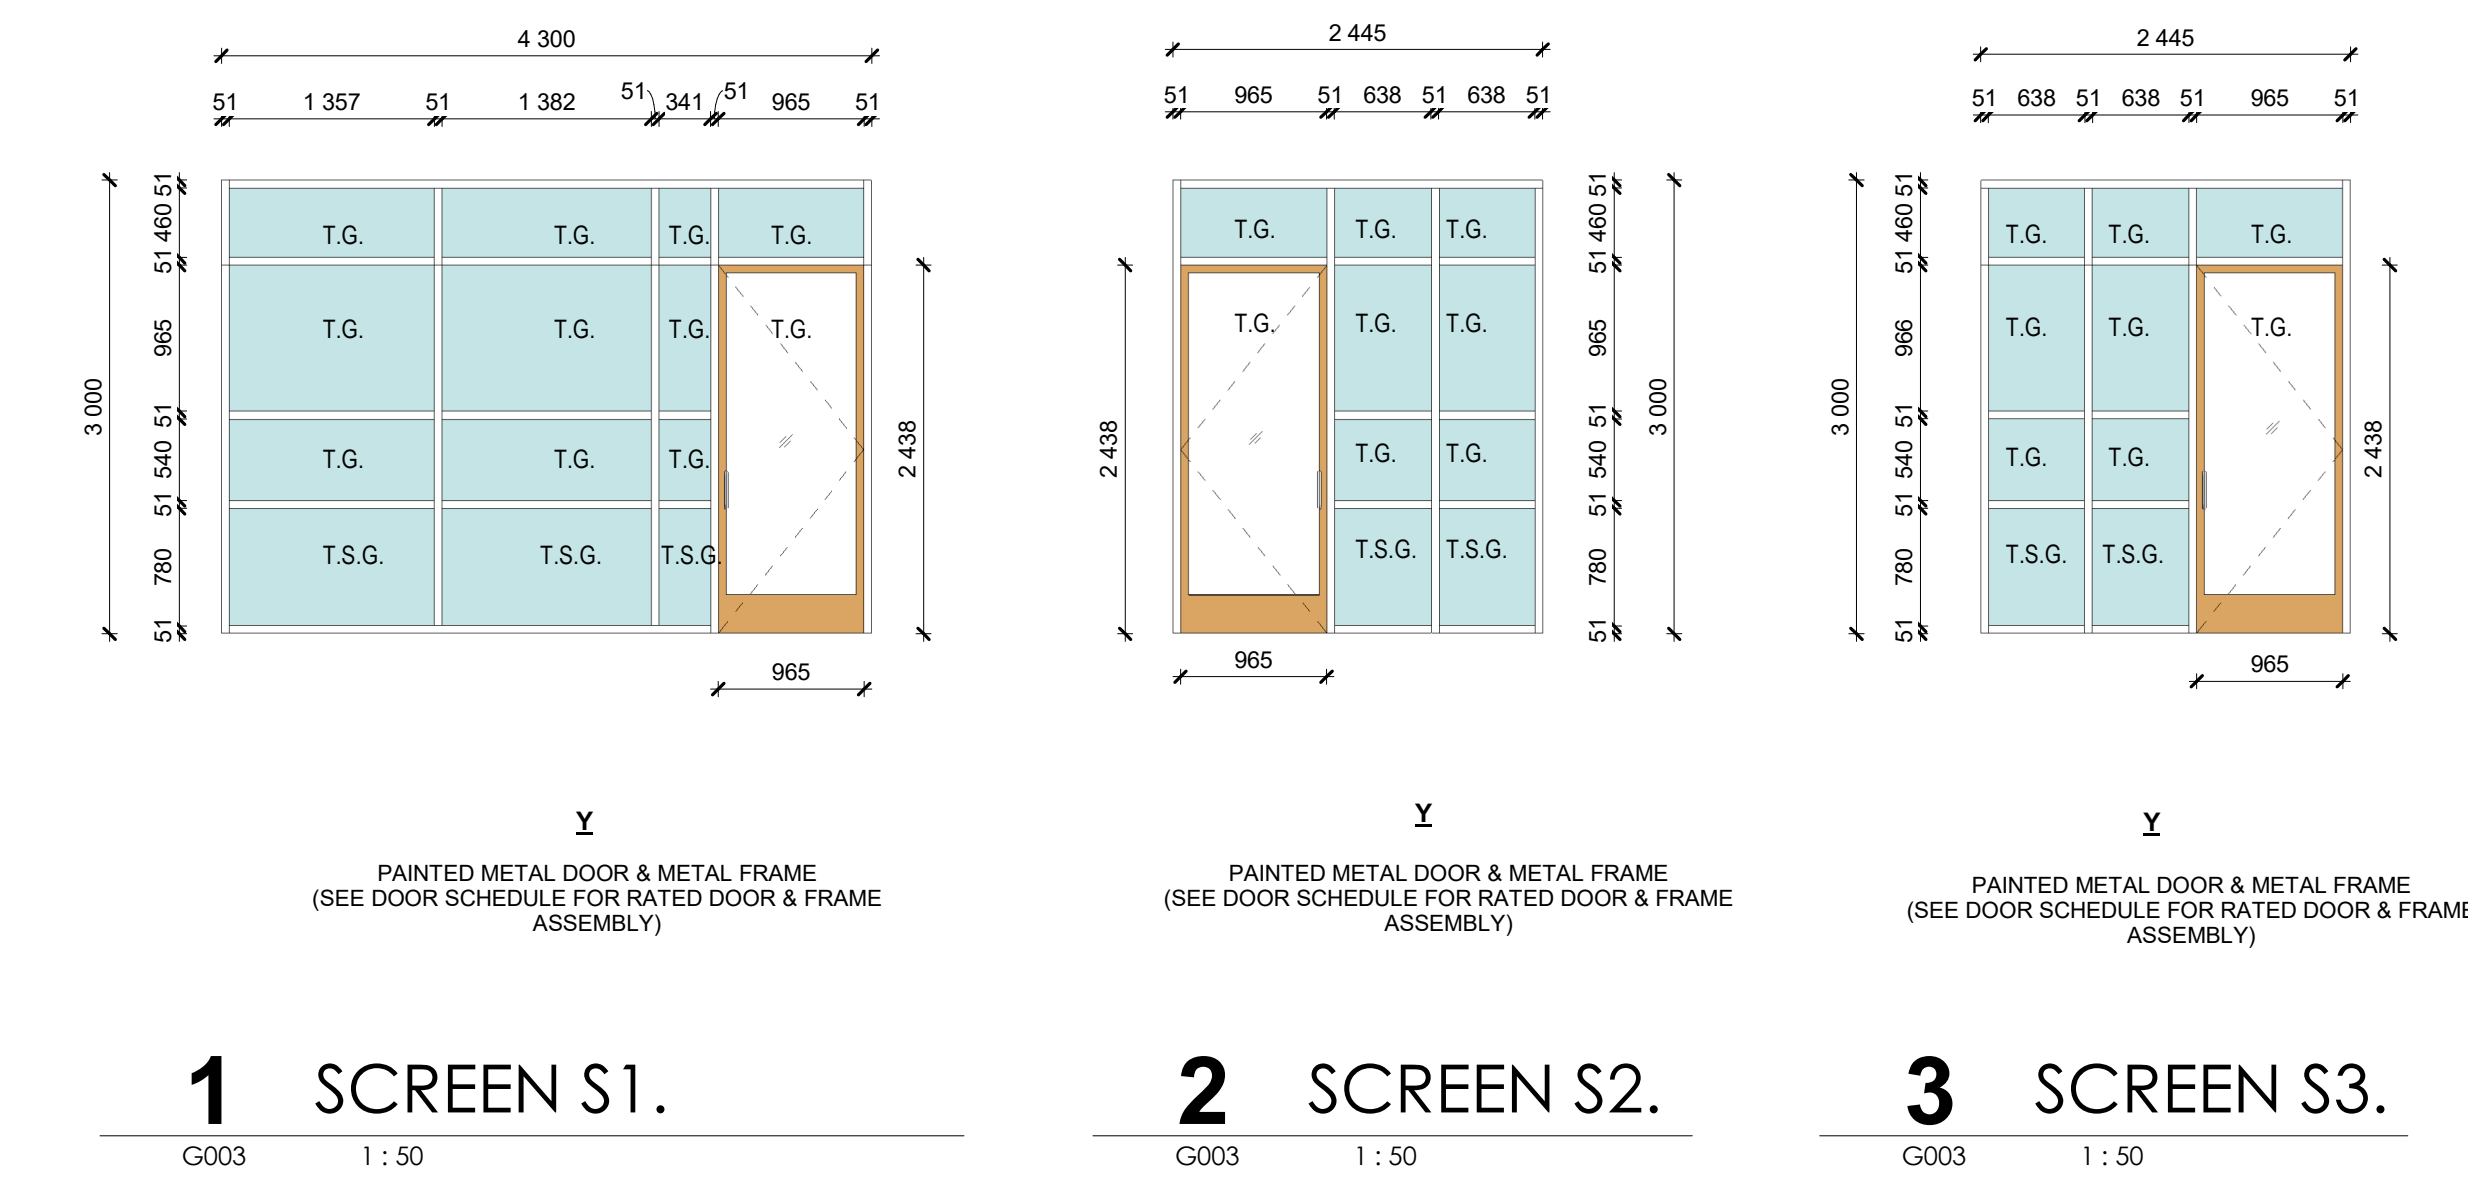 4 300
51 1 357 51 1 382 51 341 51 965 51
51
460
51
965
51
540
51
780
51
3 000
T.G. T.G. T.G. T.G.
T.G. T.G. T.G. T.G.
T.G. T.G. T.G.
T.S.G. T.S.G. T.S.G.
2 438
965
Y
PAINTED METAL DOOR & METAL FRAME
(SEE DOOR SCHEDULE FOR RATED DOOR & FRAME
ASSEMBLY)
1 SCREEN S1.
G003 1 : 50
2 445
51 965 51 638 51 638 51
2 438
T.G. T.G. T.G.
T.G. T.G. T.G.
T.G. T.G.
T.S.G. T.S.G.
51
460
51
965
51
540
51
780
51
3 000
965
Y
PAINTED METAL DOOR & METAL FRAME
(SEE DOOR SCHEDULE FOR RATED DOOR & FRAME
ASSEMBLY)
2 SCREEN S2.
G003 1 : 50
2 445
51 638 51 638 51 965 51
3 000
51
460
51
966
51
540
51
780
51
T.G. T.G. T.G.
T.G. T.G. T.G.
T.G. T.G.
T.S.G. T.S.G.
2 438
965
Y
PAINTED METAL DOOR & METAL FRAME
(SEE DOOR SCHEDULE FOR RATED DOOR & FRAME
ASSEMBLY)
3 SCREEN S3.
G003 1 : 50